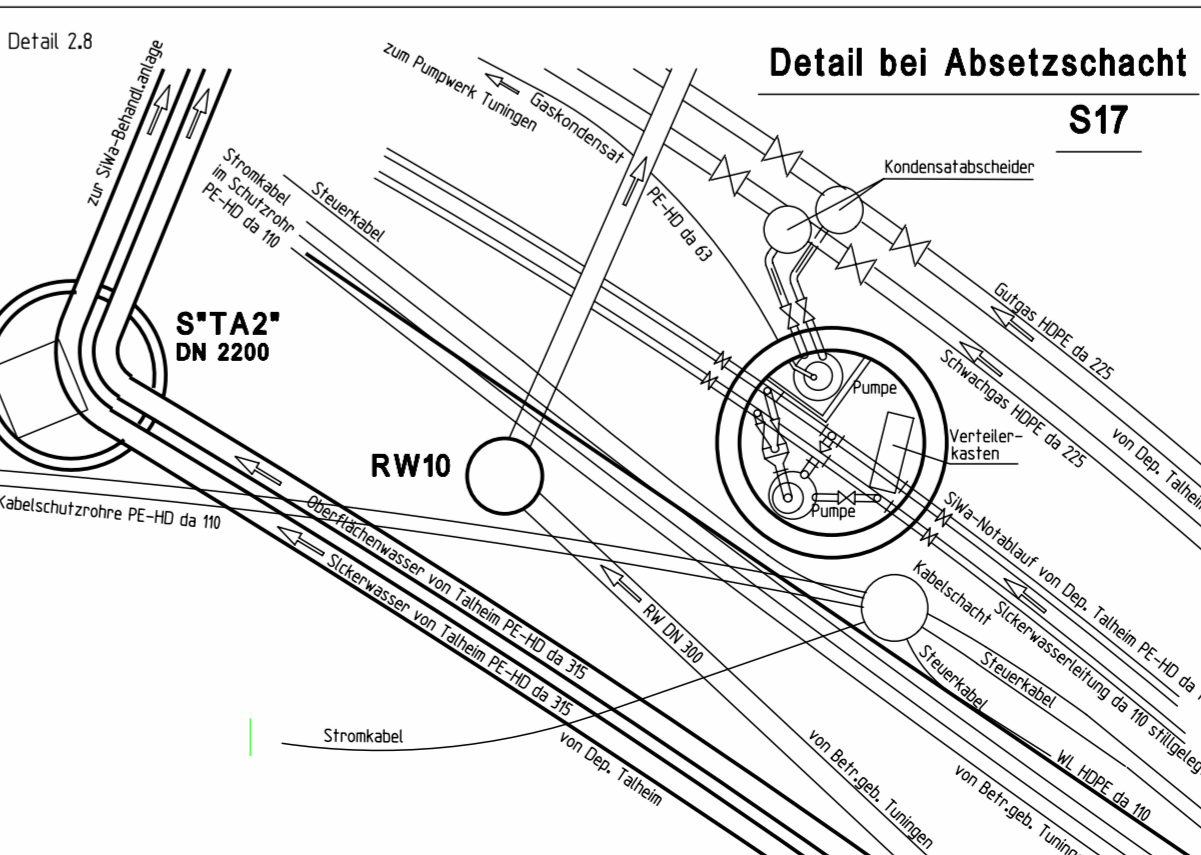 Detail 2.8
Detail bei Absetzschacht
S17
zur SiWa-Behandl.anlage
zum Pumpwerk Tuningen
Gaskondensat
PE-HD da 63
Stromkabel
im Schutzrohr
PE-HD da 110
Steuerkabel
Kondensatabscheider
Gutgas HDPE da 225
Schwachgas HDPE da 225
von Dep. Talheim
S"TA2"
DN 2200
Pumpe
Verteiler-
kasten
Pumpe
RW10
Kabelschutzrohre PE-HD da 110
Oberflächenwasser von Talheim PE-HD da 315
SIckerwasser von Talheim PE-HD da 315
von Dep. Talheim
RW DN 300
SiWa-Notablauf von Dep. Talheim PE-HD da
Kabelschacht
SIckerwasserleitung da 110 stillgeleg
Steuerkabel
Steuerkabel
Stromkabel
WL HDPE da 110
von Betr.geb. Tuningen
von Betr.geb. Tuning